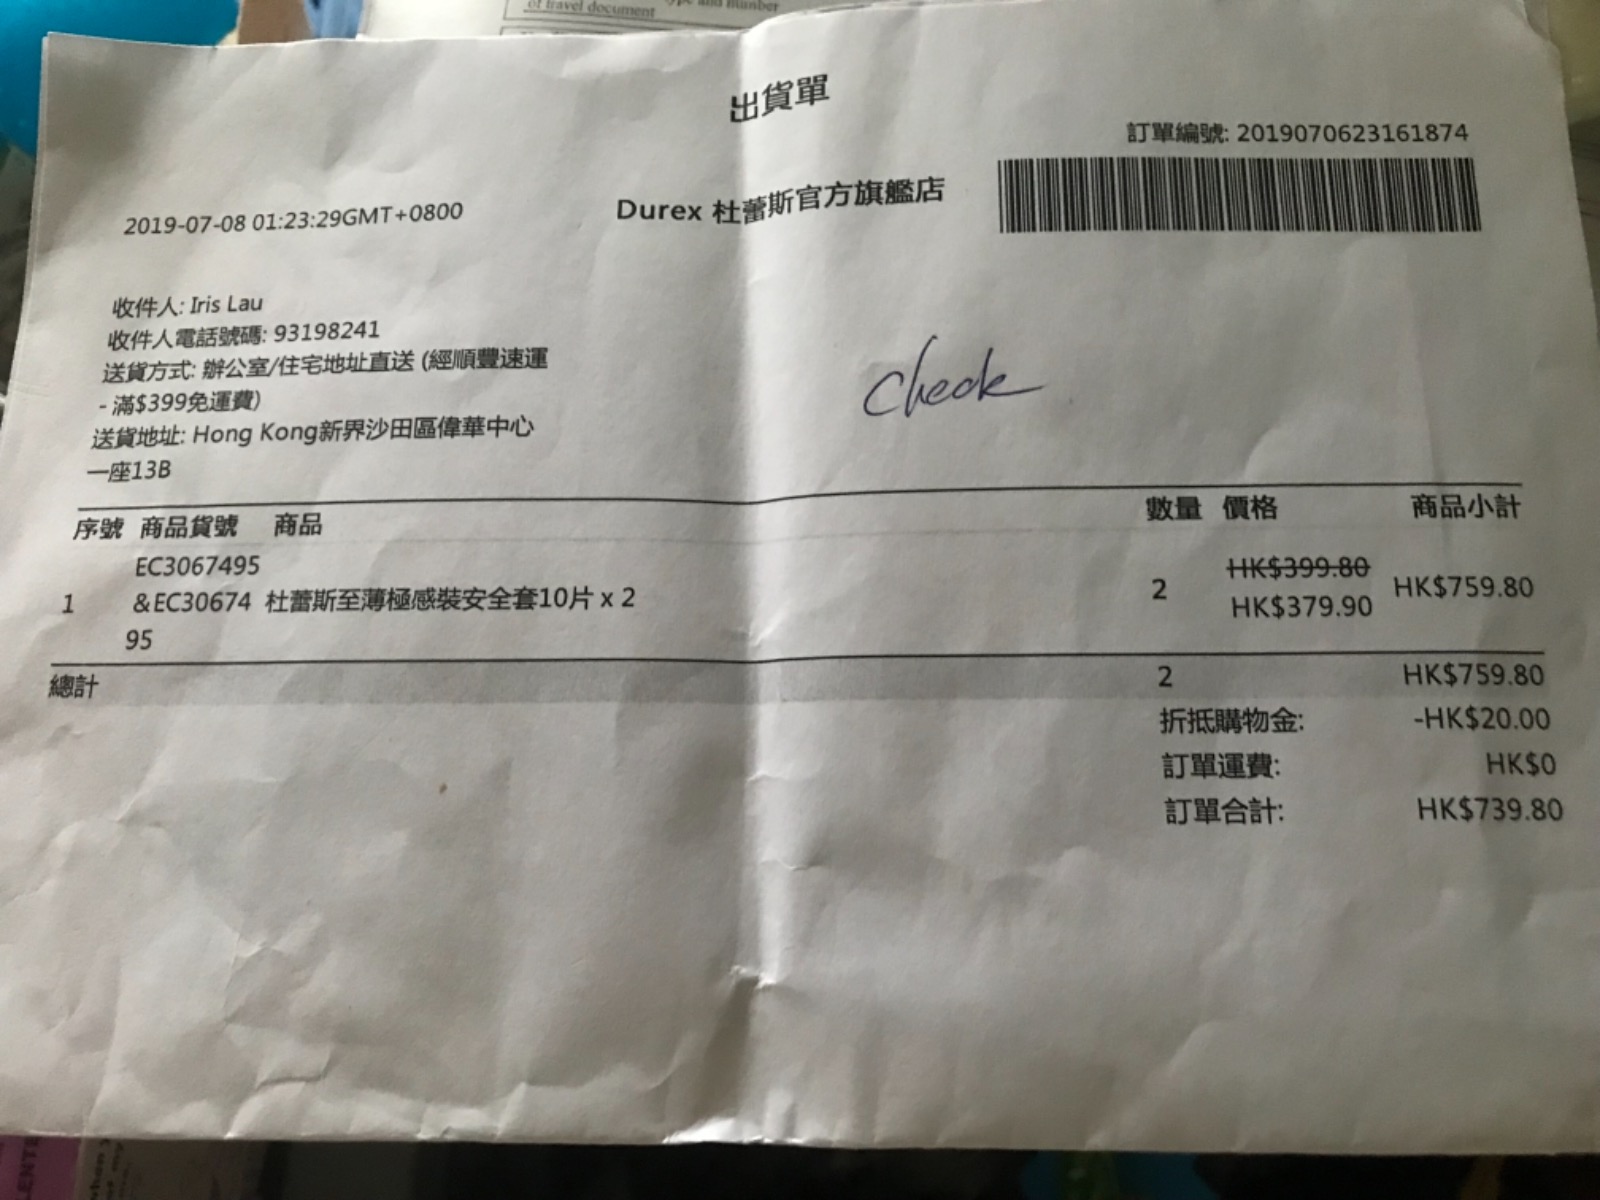 of travel document
type and number
出貨單
訂單編號: 2019070623161874
2019-07-08 01:23:29GMT+0800
Durex 杜蕾斯官方旗艦店
收件人: Iris Lau
收件人電話號碼: 93198241
送貨方式: 辦公室/住宅地址直送 (經順豐速運
- 滿$399免運費)
送貨地址: Hong Kong新界沙田區偉華中心
一座13B
Check
序號 商品貨號 商品 數量 價格 商品小計
EC3067495 HK$399.80
1 &EC30674 杜蕾斯至薄極感裝安全套10片 x 2 2 HK$379.90 HK$759.80
95
總計 2 HK$759.80
折抵購物金: -HK$20.00
訂單運費: HK$0
訂單合計: HK$739.80